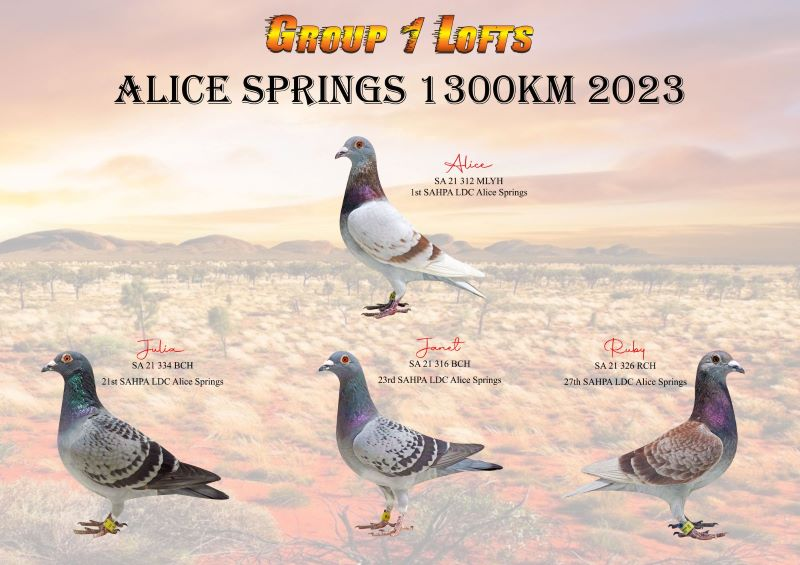 Group 1 Lofts
ALICE SPRINGS 1300KM 2023
Alice
SA 21 312 MLYH
1st SAHPA LDC Alice Springs
Julia
SA 21 334 BCH
21st SAHPA LDC Alice Springs
Janet
SA 21 316 BCH
23rd SAHPA LDC Alice Springs
Ruby
SA 21 326 RCH
27th SAHPA LDC Alice Springs